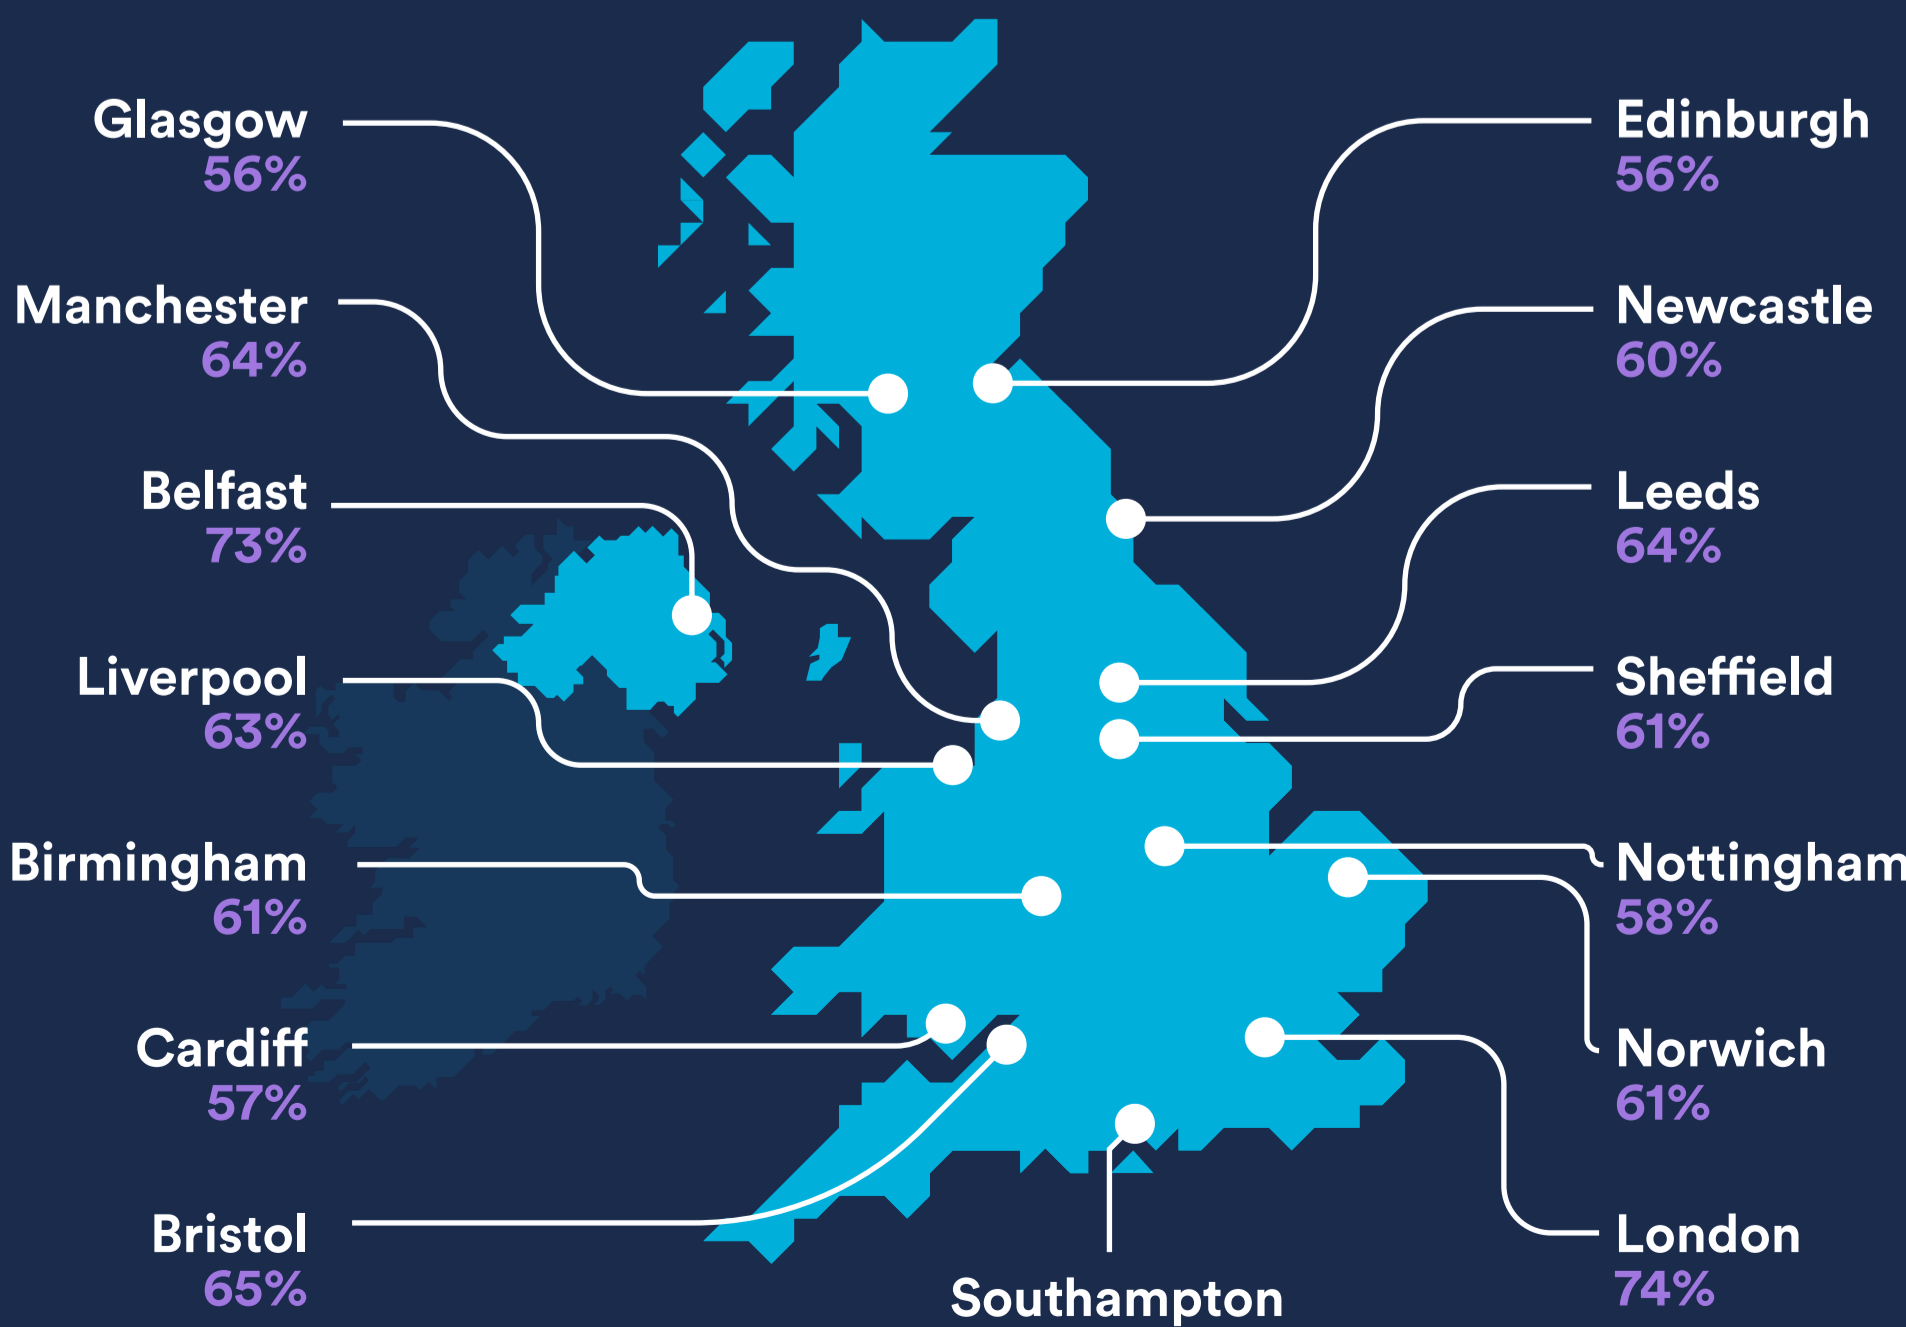 Glasgow
56%
Manchester
64%
Belfast
73%
Liverpool
63%
Birmingham
61%
Cardiff
57%
Bristol
65%
Southampton
Edinburgh
56%
Newcastle
60%
Leeds
64%
Sheffield
61%
Nottingham
58%
Norwich
61%
London
74%